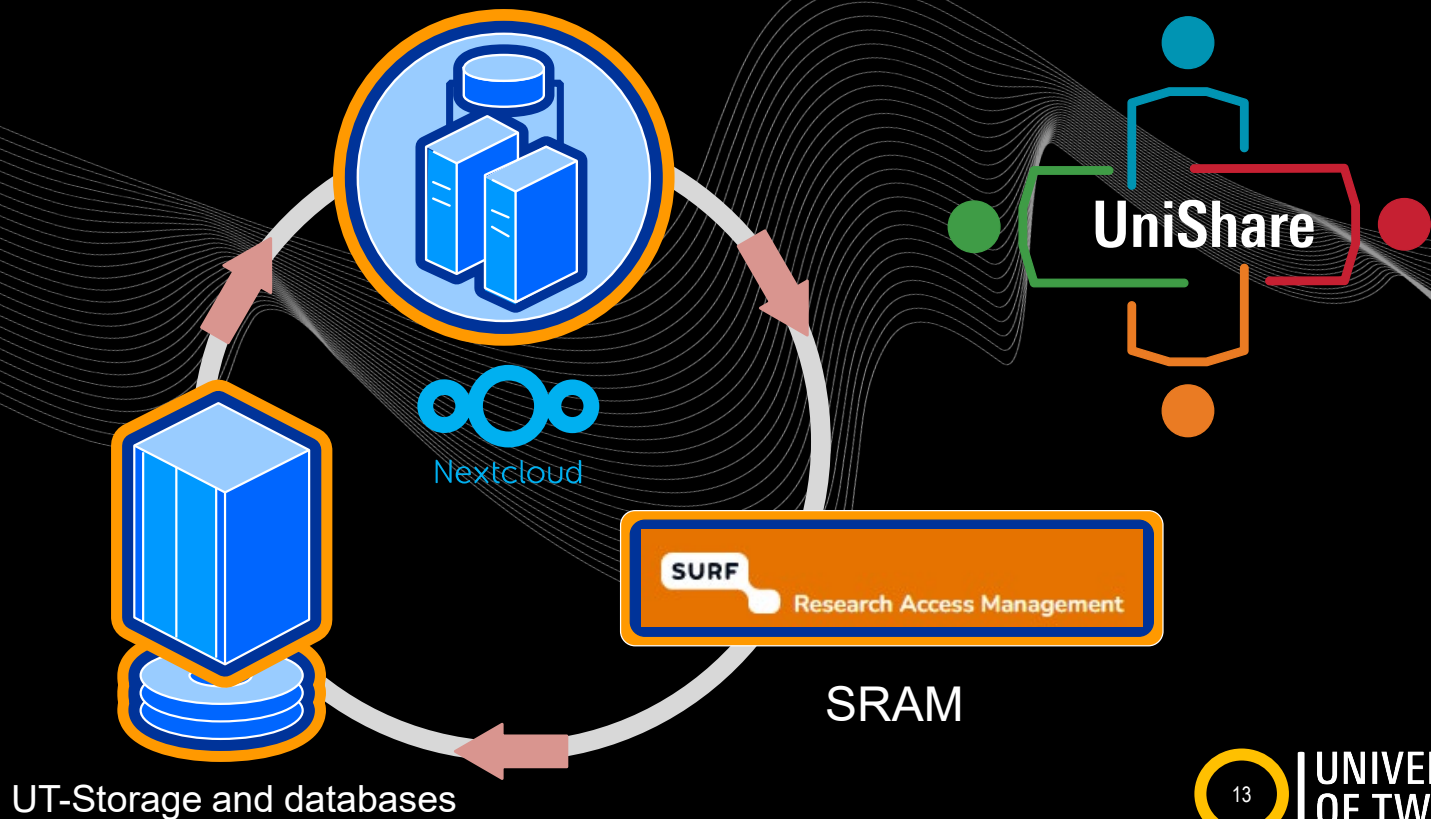 UniShare
Nextcloud
SURF
Research Access Management
SRAM
UT-Storage and databases
13